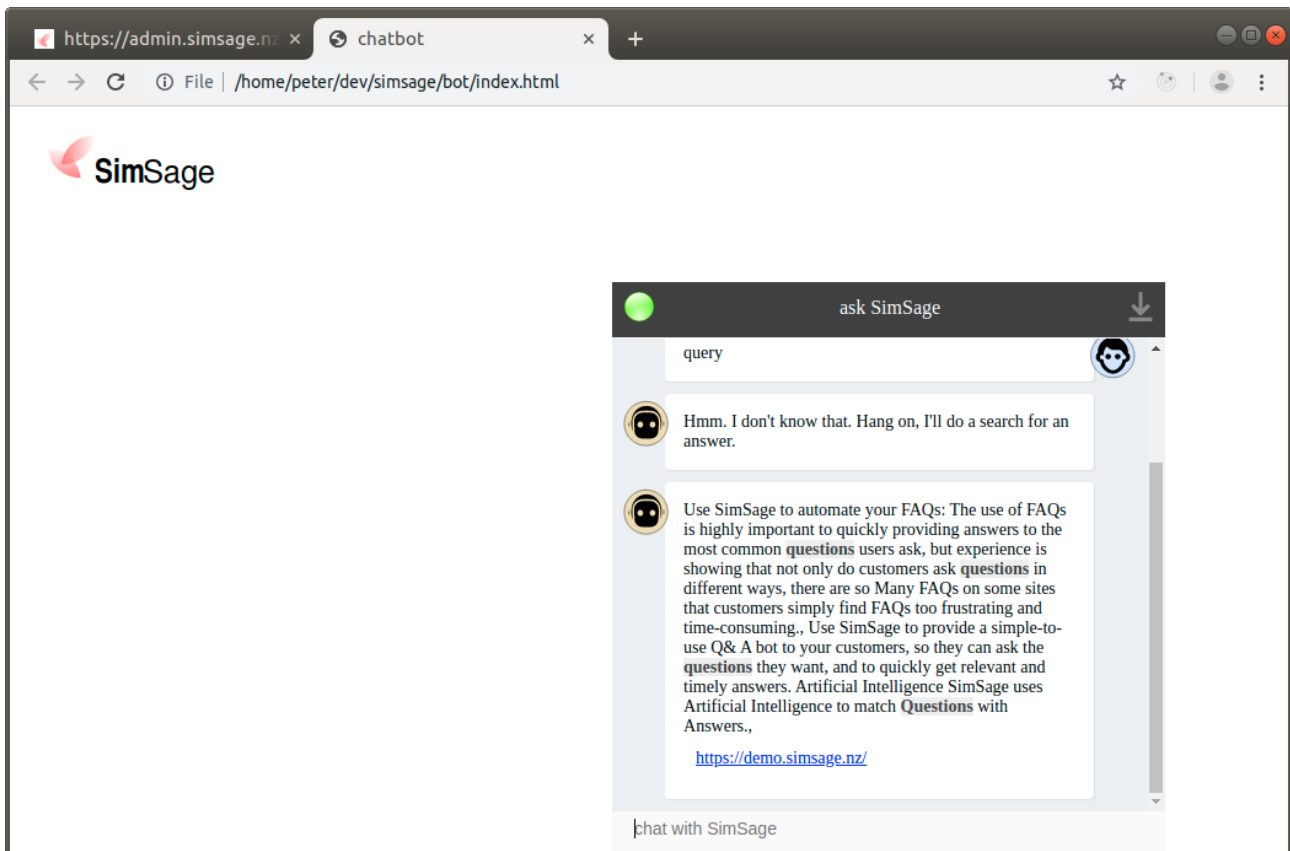 https://admin.simsage.nz
chatbot
File | /home/peter/dev/simsage/bot/index.html
SimSage
ask SimSage
query
Hmm. I don't know that. Hang on, I'll do a search for an
answer.
Use SimSage to automate your FAQs: The use of FAQs
is highly important to quickly providing answers to the
most common questions users ask, but experience is
showing that not only do customers ask questions in
different ways, there are so Many FAQs on some sites
that customers simply find FAQs too frustrating and
time-consuming., Use SimSage to provide a simple-to-
use Q& A bot to your customers, so they can ask the
questions they want, and to quickly get relevant and
timely answers. Artificial Intelligence SimSage uses
Artificial Intelligence to match Questions with
Answers.,
https://demo.simsage.nz/
chat with SimSage